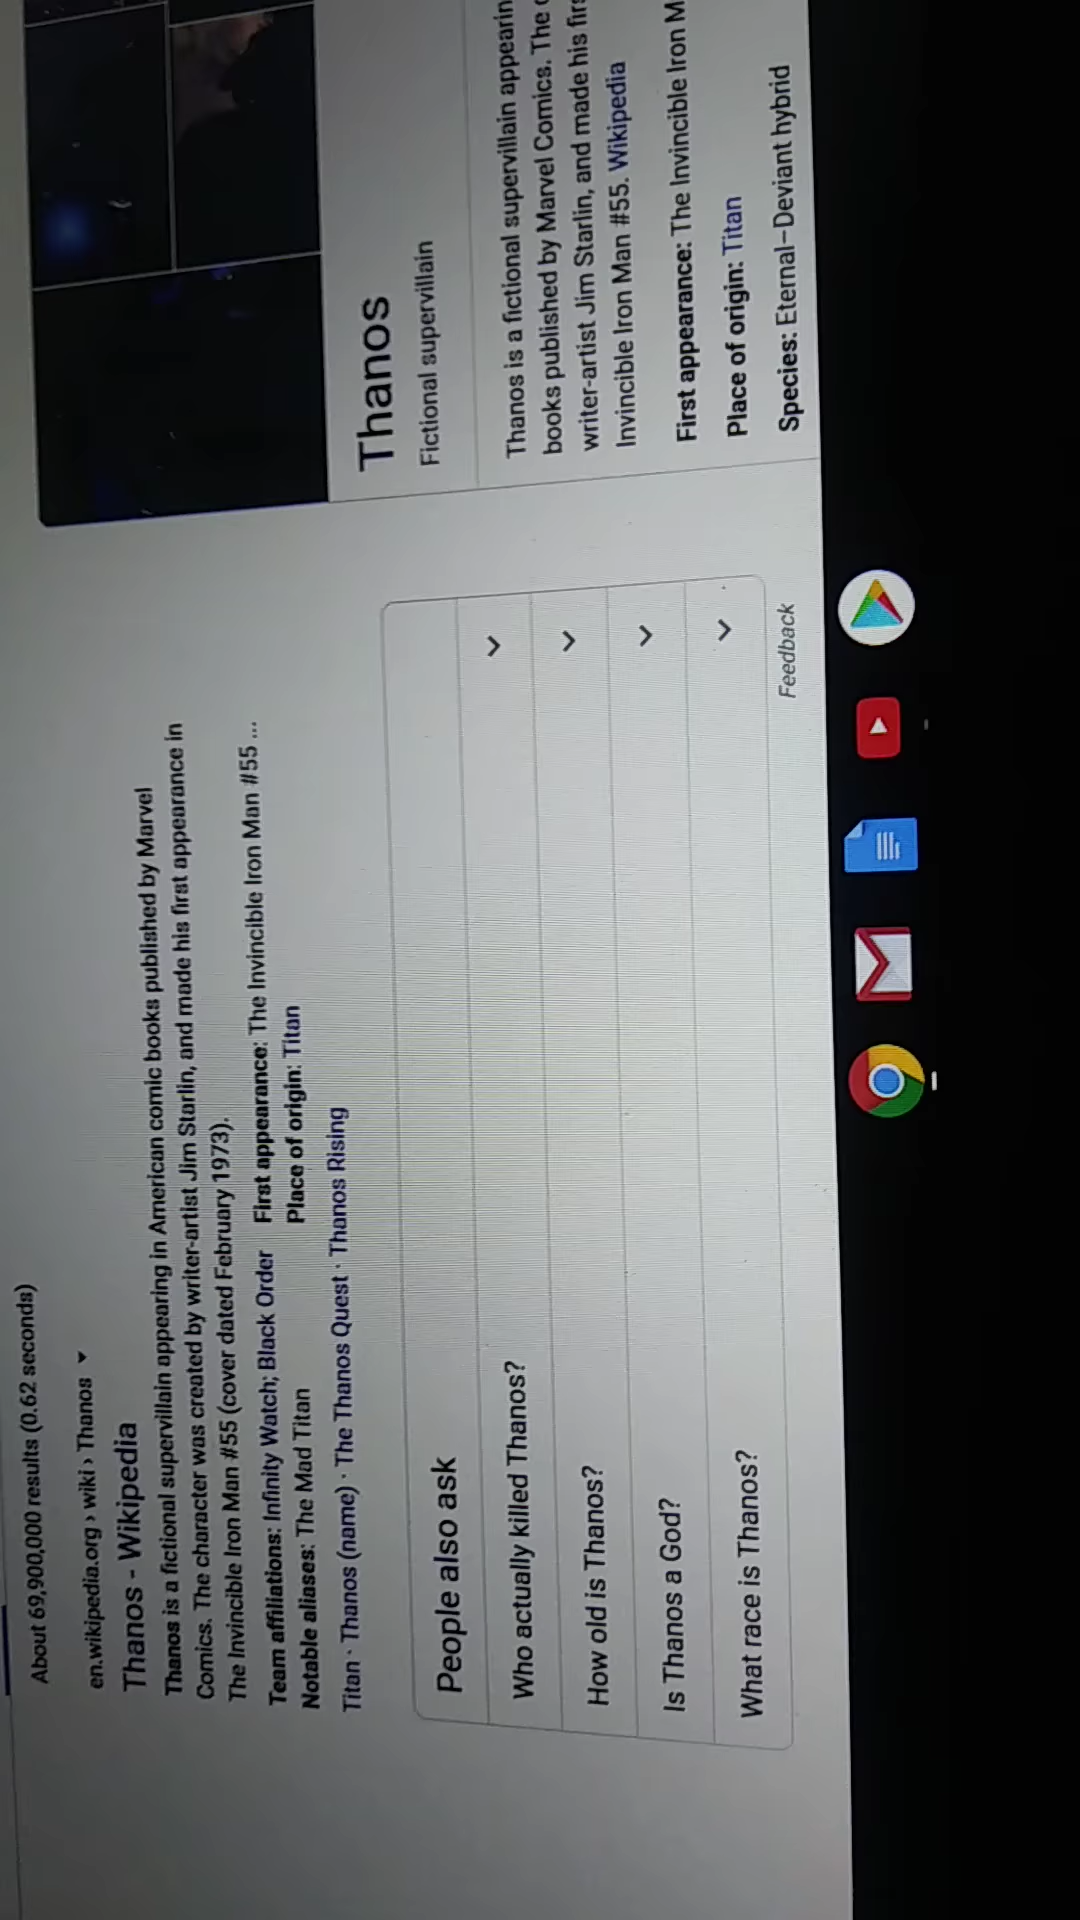 About 69,900,000 results (0.62 seconds)
en.wikipedia.org › wiki › Thanos
Thanos - Wikipedia
Thanos is a fictional supervillain appearing in American comic books published by Marvel
Comics. The character was created by writer-artist Jim Starlin, and made his first appearance in
The Invincible Iron Man #55 (cover dated February 1973).
Team affiliations: Infinity Watch; Black Order First appearance: The Invincible Iron Man #55 ...
Notable aliases: The Mad Titan Place of origin: Titan
Titan · Thanos (name) · The Thanos Quest · Thanos Rising
People also ask
Who actually killed Thanos?
How old is Thanos?
Is Thanos a God?
What race is Thanos?
Feedback
Thanos
Fictional supervillain
Thanos is a fictional supervillain
books published by Marvel Comics. The
writer-artist Jim Starlin, and made his
Invincible Iron Man #55. Wikipedia
First appearance: The Invincible Iron
Place of origin: Titan
Species: Eternal–Deviant hybrid